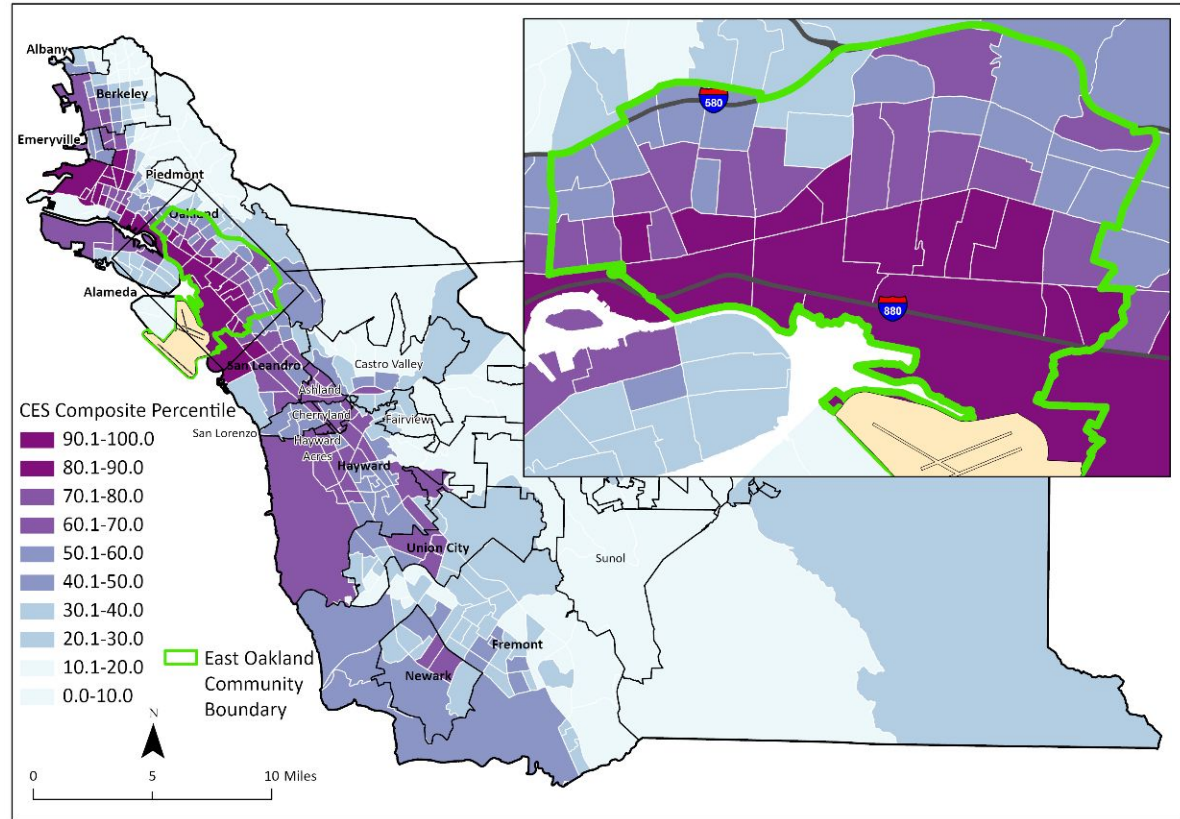 Albany
Berkeley
Emeryville
Piedmont
Oakland
Alameda
San Leandro
Castro Valley
Ashland
Cherryland
Fairview
San Lorenzo
Hayward
Acres
Hayward
Union City
Sunol
Fremont
Newark
580
880
CES Composite Percentile
90.1-100.0
80.1-90.0
70.1-80.0
60.1-70.0
50.1-60.0
40.1-50.0
30.1-40.0
20.1-30.0
10.1-20.0
0.0-10.0
East Oakland
Community
Boundary
N
0 5 10 Miles